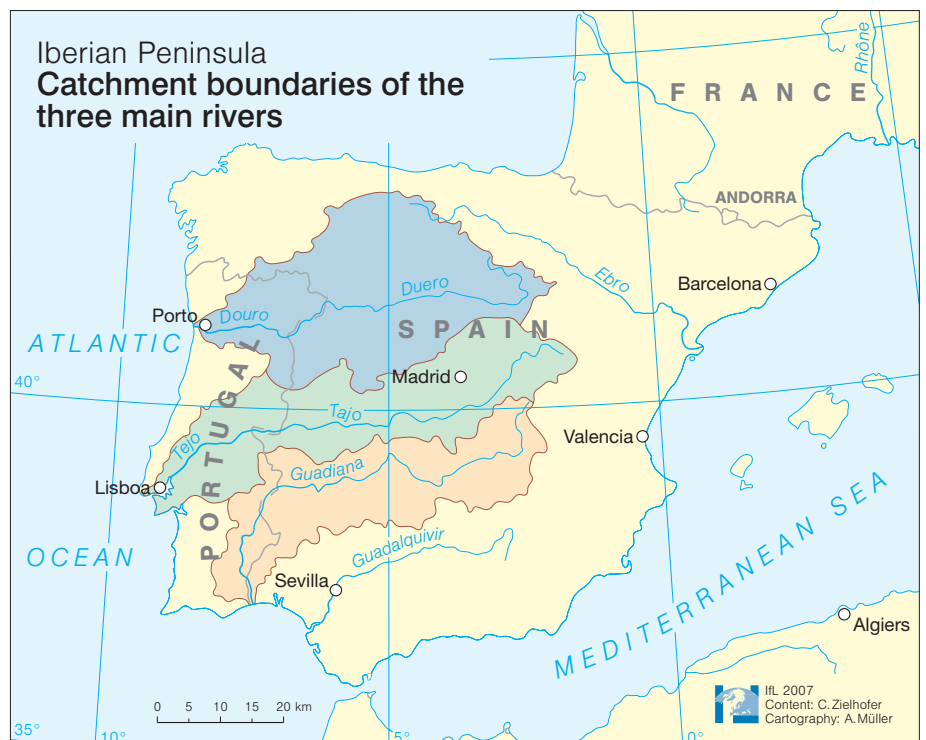 Iberian Peninsula
Catchment boundaries of the
three main rivers
Rhône
FRANCE
ANDORRA
Ebro
Barcelona
Duero
Porto
Douro
SPAIN
ATLANTIC
Madrid
40°
PORTUGAL
Tajo
Tejo
Valencia
Guadiana
Lisboa
OCEAN
Guadalquivir
Sevilla
MEDITERRANEAN SEA
Algiers
0 5 10 15 20 km
IfL 2007
Content: C.Zielhofer
Cartography: A.Müller
35°
10°
5°
0°